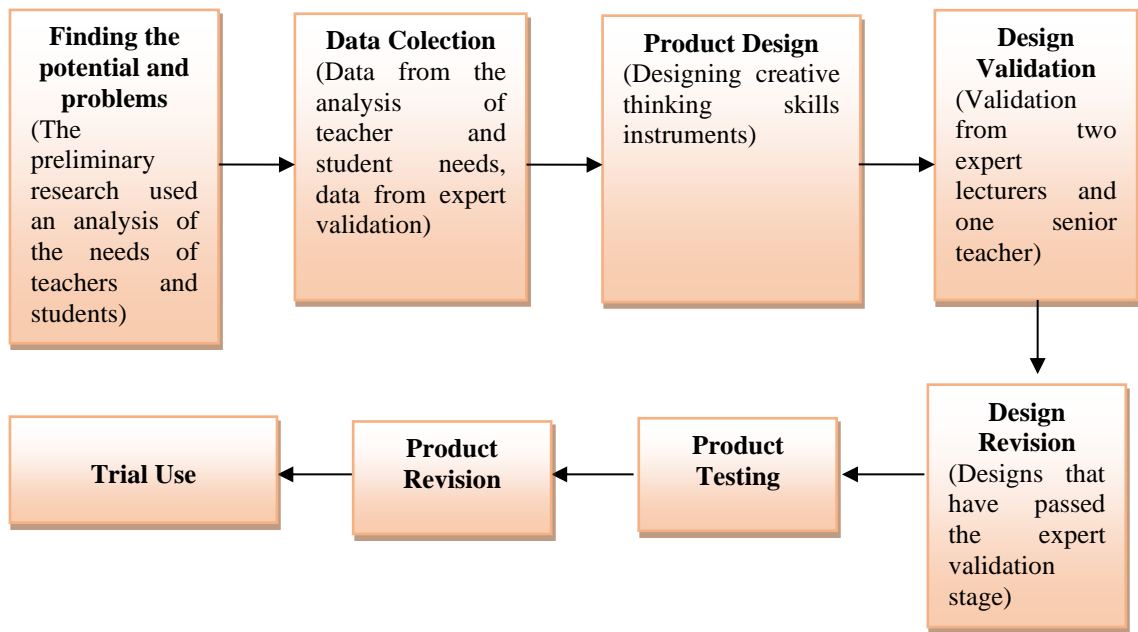 Finding the
potential and
problems
(The
preliminary
research used
an analysis of
the needs of
teachers and
students)
Data Colection
(Data from the
analysis of
teacher and
student needs,
data from expert
validation)
Product Design
(Designing creative
thinking skills
instruments)
Design
Validation
(Validation
from two
expert
lecturers and
one senior
teacher)
Design
Revision
(Designs that
have passed
the expert
validation
stage)
Product
Testing
Product
Revision
Trial Use